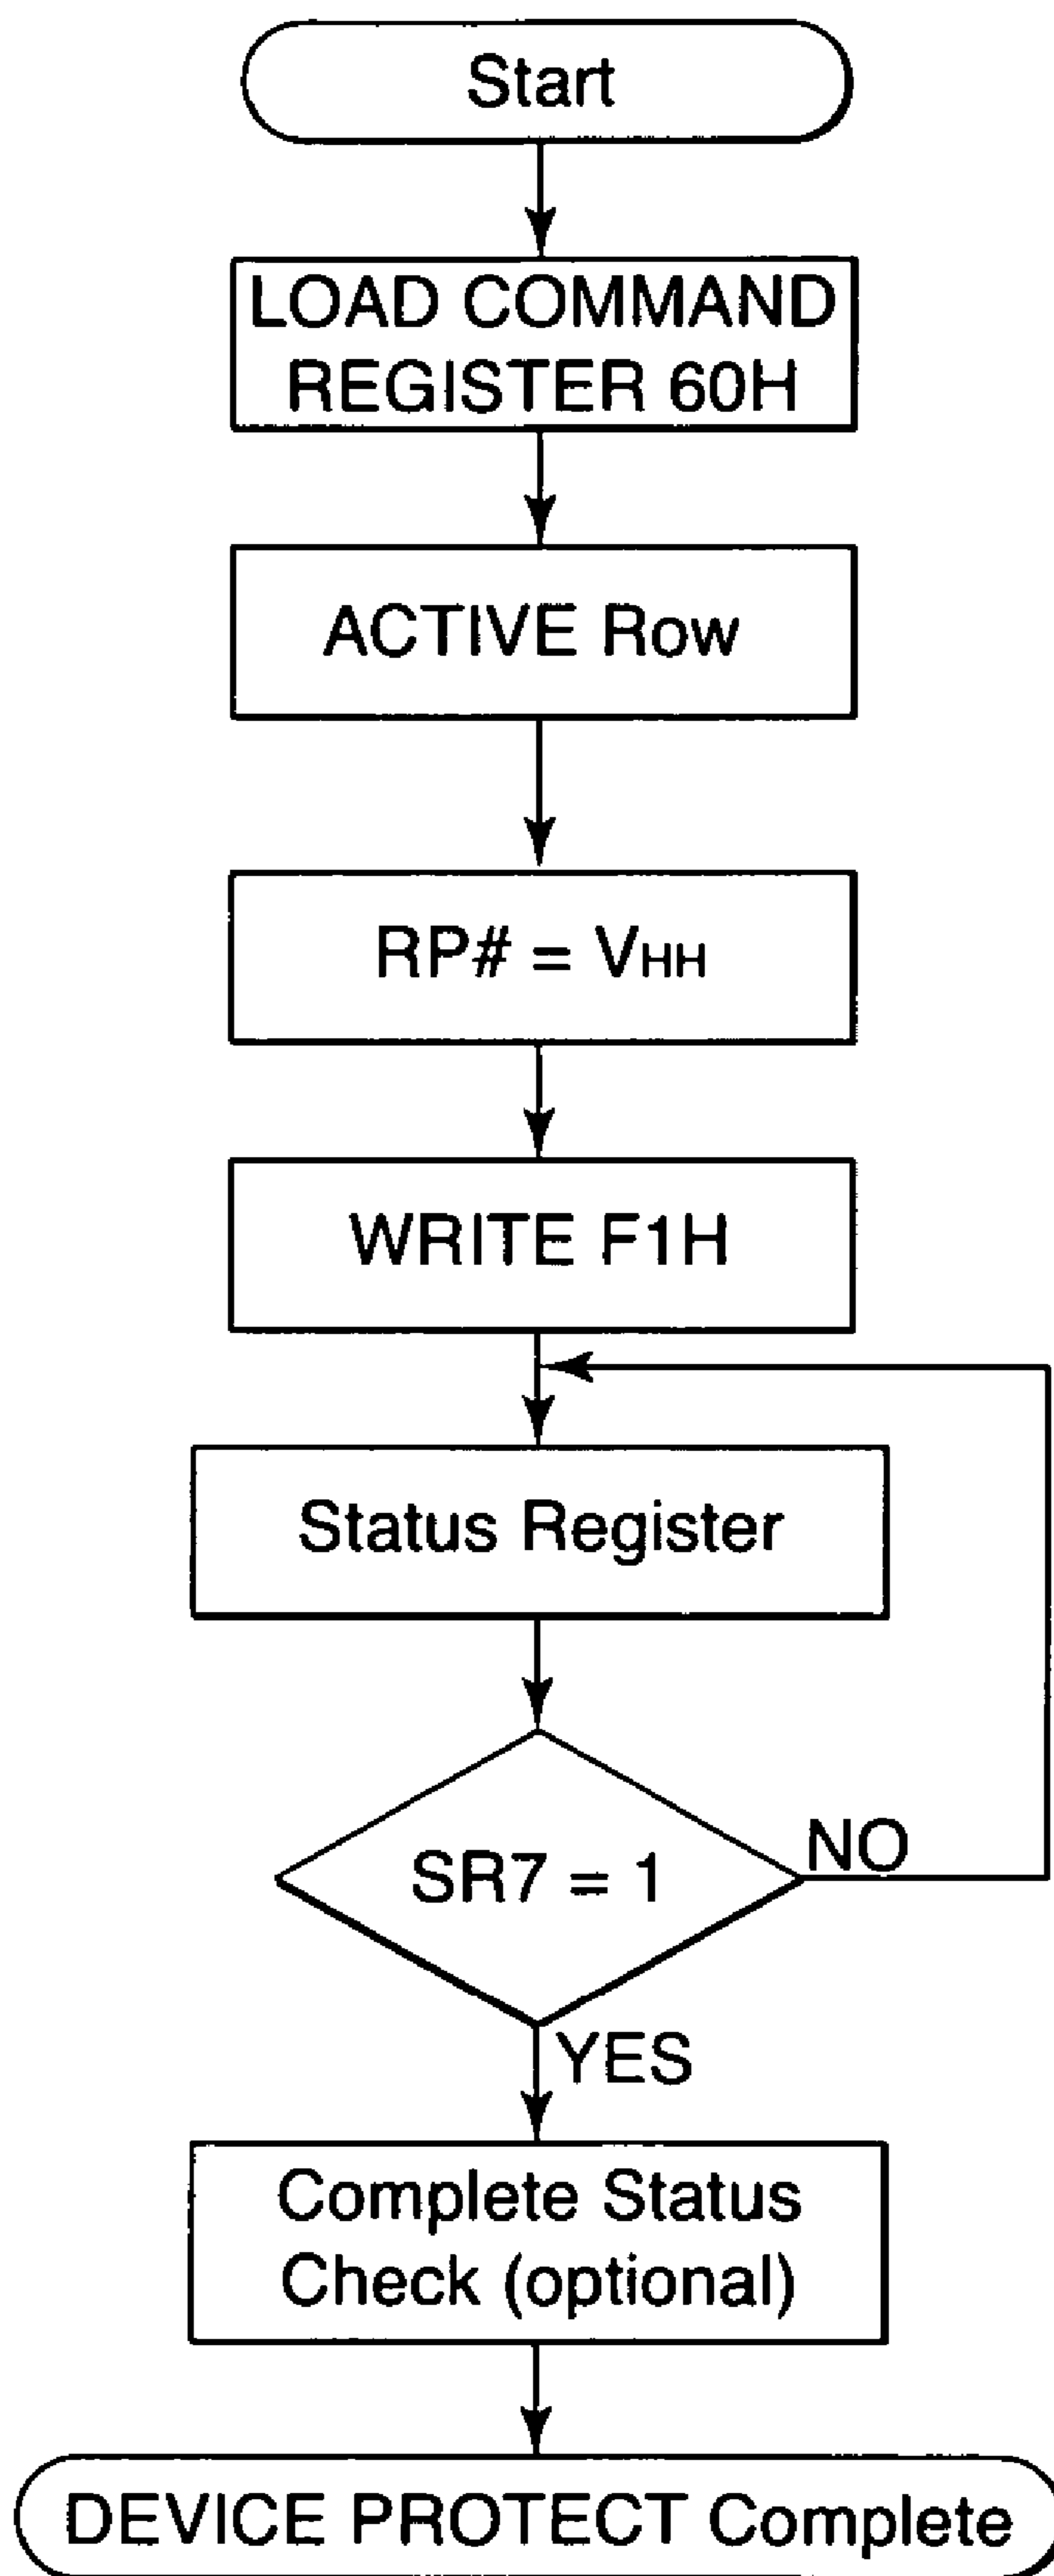 Start
LOAD COMMAND
REGISTER 60H
ACTIVE Row
RP# = VHH
WRITE F1H
Status Register
SR7 = 1
NO
YES
Complete Status
Check (optional)
DEVICE PROTECT Complete